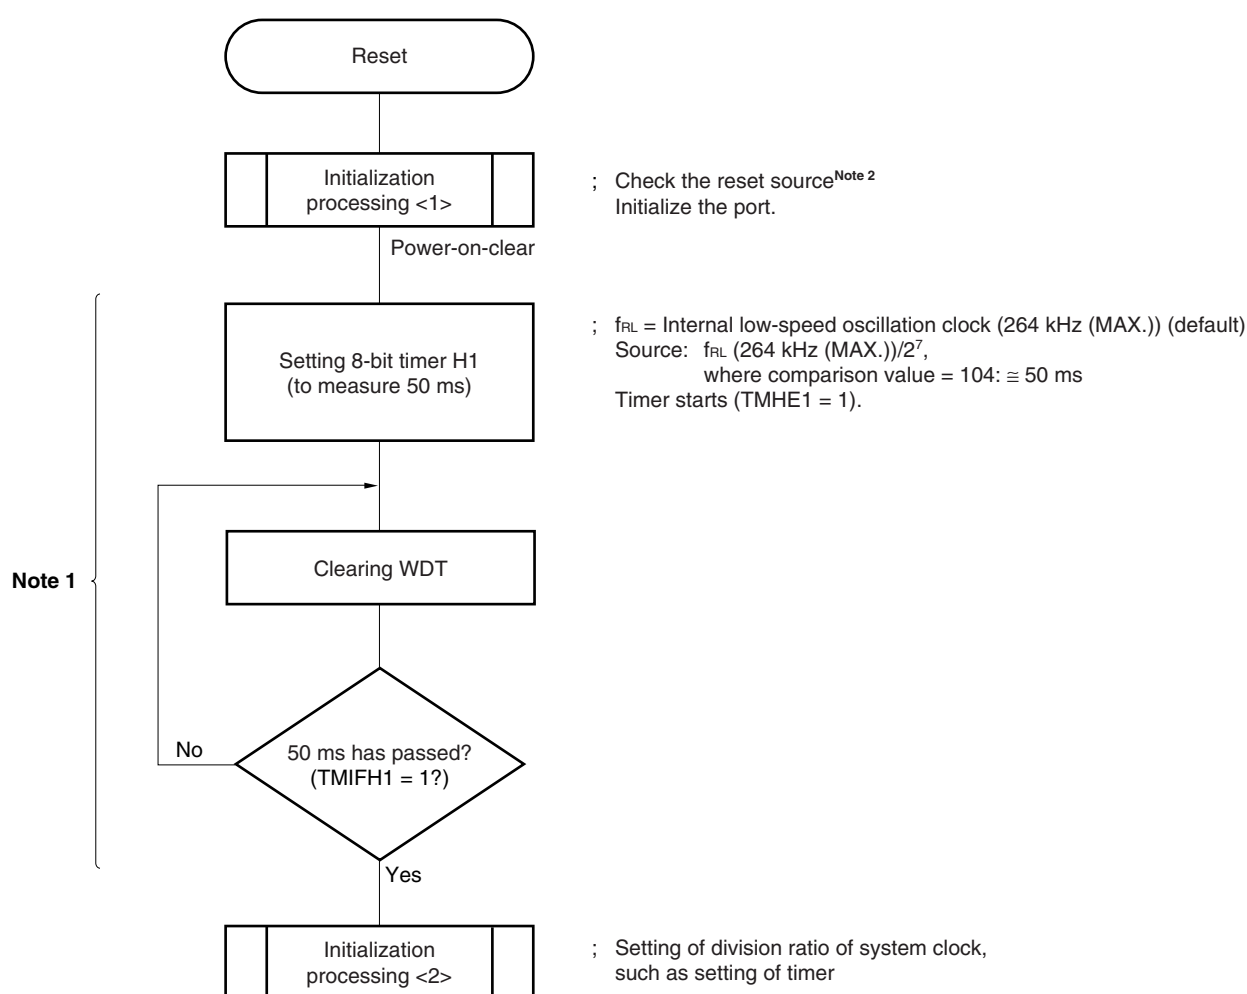 Reset
Initialization
processing <1>
; Check the reset sourceNote 2
Initialize the port.
Power-on-clear
Setting 8-bit timer H1
(to measure 50 ms)
; fRL = Internal low-speed oscillation clock (264 kHz (MAX.)) (default)
Source: fRL (264 kHz (MAX.))/2⁷,
where comparison value = 104: ≅ 50 ms
Timer starts (TMHE1 = 1).
Note 1
Clearing WDT
No
50 ms has passed?
(TMIFH1 = 1?)
Yes
Initialization
processing <2>
; Setting of division ratio of system clock,
such as setting of timer